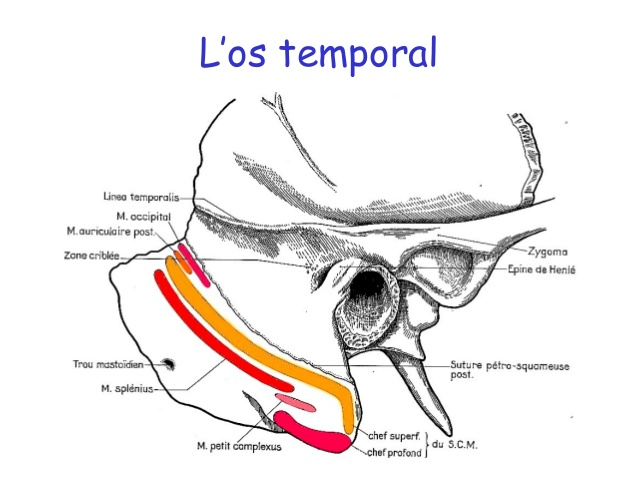 L'os temporal
Linea temporalis
M. occipital
M. auriculaire post.
Zone criblée
Zygoma
Epine de Henlé
Trou mastoïdien
M. splénius
Suture pétro-squameuse
post.
M. petit complexus
chef superf.
chef profond
du S.C.M.